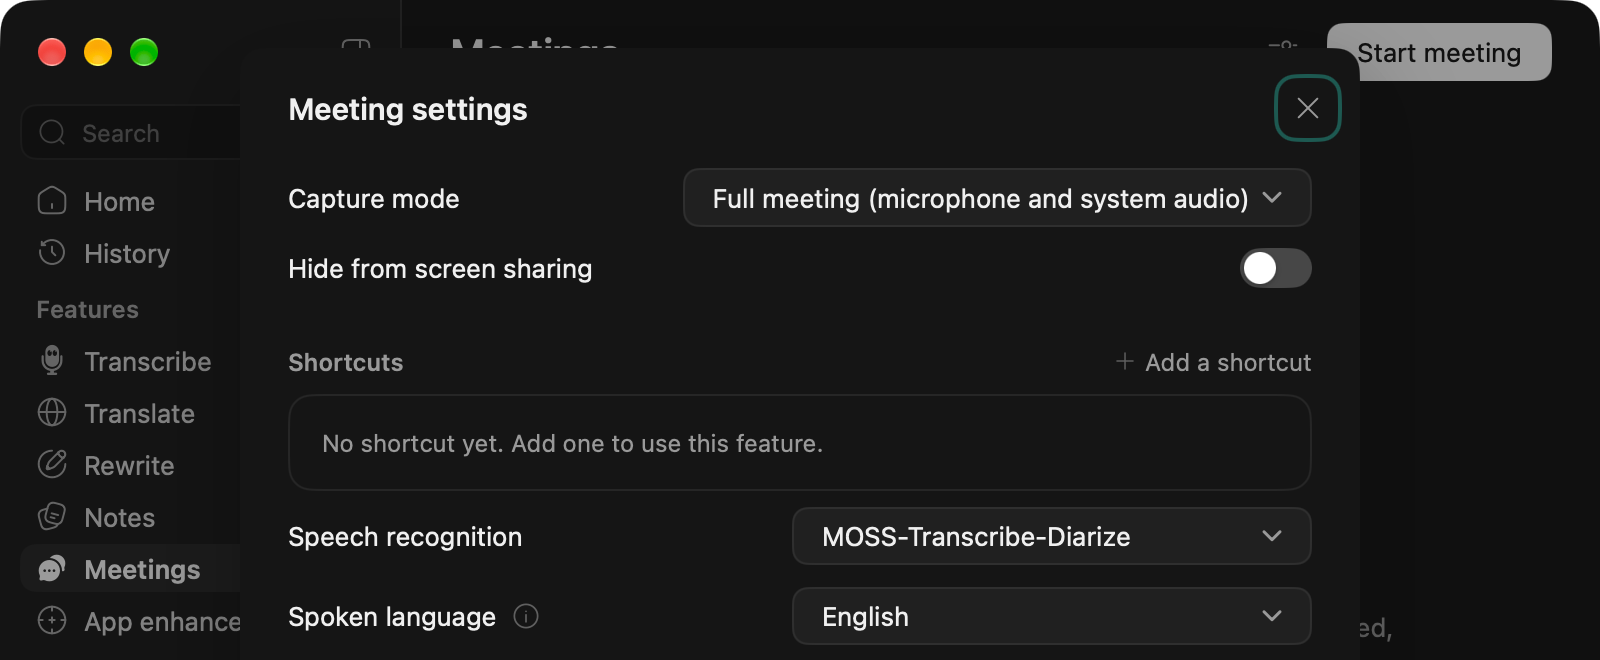 Meetings
Start meeting
Meeting settings
Search
Capture mode
Full meeting (microphone and system audio)
Home
History
Hide from screen sharing
Features
Shortcuts
+ Add a shortcut
Transcribe
Translate
No shortcut yet. Add one to use this feature.
Rewrite
Notes
Speech recognition
MOSS-Transcribe-Diarize
Meetings
Spoken language
English
App enhance
ed,